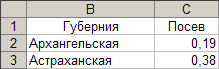 B C
1 Губерния Посев
2 Архангельская 0,19
3 Астраханская 0,38